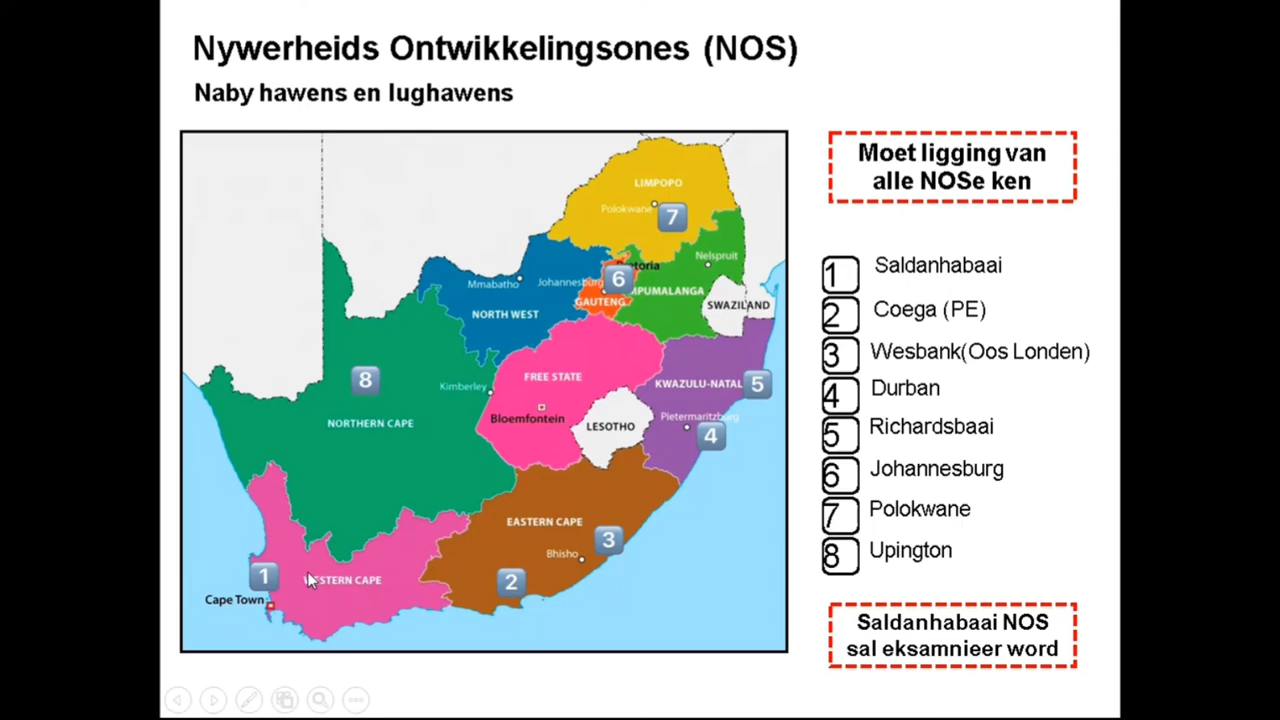 Nywerheids Ontwikkelingsones (NOS)
Naby hawens en lughawens
Moet ligging van
alle NOSe ken
LIMPOPO
Polokwane
7
Nelspruit
Johannesburg
6
Mmabatho
MPUMALANGA
GAUTENG
SWAZILAND
NORTH WEST
8
FREE STATE
KWAZULU-NATAL
5
Kimberley
Bloemfontein
Pietermaritzburg
NORTHERN CAPE
LESOTHO
4
EASTERN CAPE
Bhisho
3
1
WESTERN CAPE
2
Cape Town
1 Saldanhabaai
2 Coega (PE)
3 Wesbank(Oos Londen)
4 Durban
5 Richardsbaai
6 Johannesburg
7 Polokwane
8 Upington
Saldanhabaai NOS
sal eksamnieer word